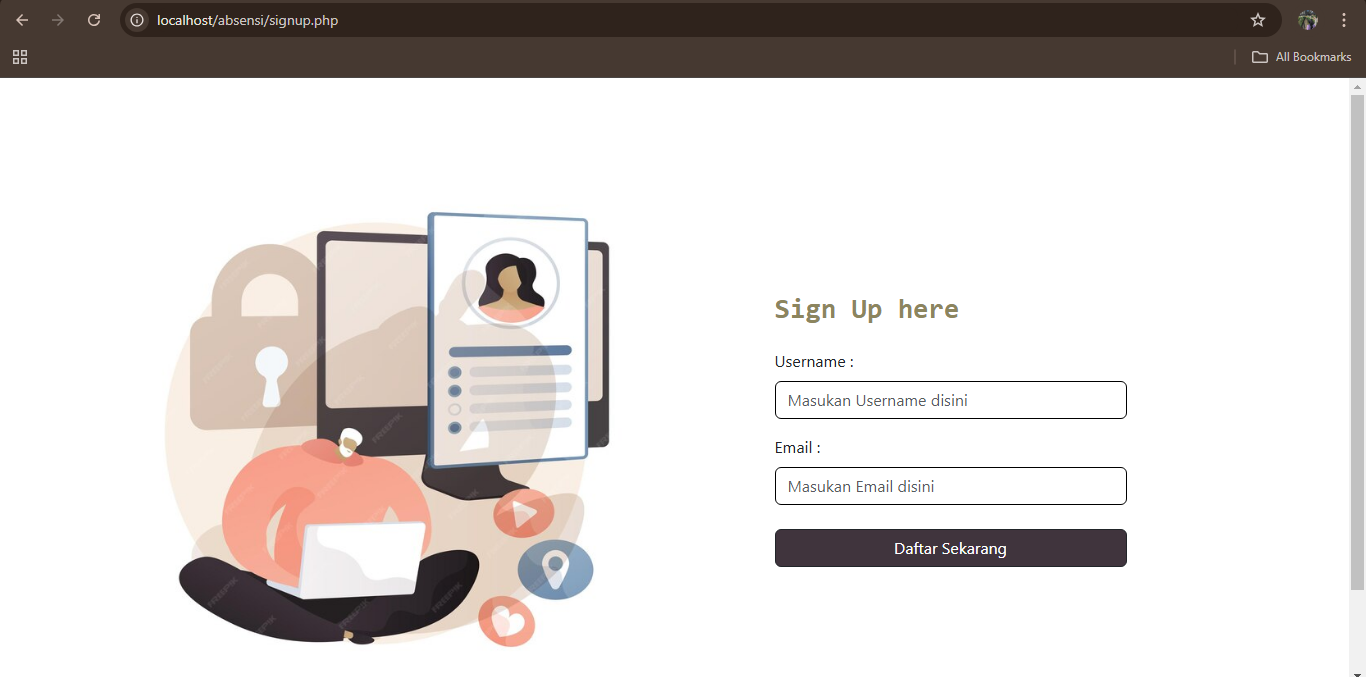 localhost/absensi/signup.php
All Bookmarks
Sign Up here
Username :
Masukan Username disini
Email :
Masukan Email disini
Daftar Sekarang